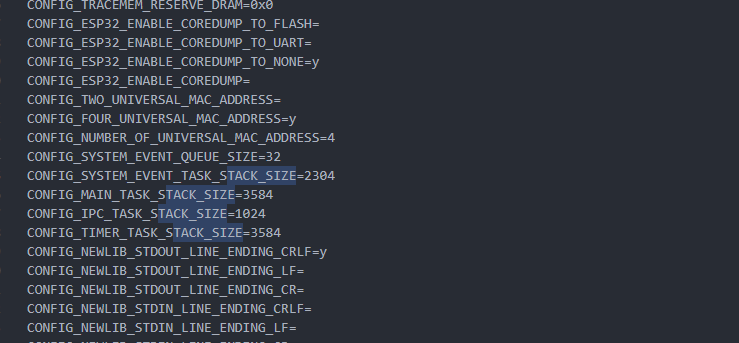 CONFIG_TRACEMEM_RESERVE_DRAM=0x0
CONFIG_ESP32_ENABLE_COREDUMP_TO_FLASH=
CONFIG_ESP32_ENABLE_COREDUMP_TO_UART=
CONFIG_ESP32_ENABLE_COREDUMP_TO_NONE=y
CONFIG_ESP32_ENABLE_COREDUMP=
CONFIG_TWO_UNIVERSAL_MAC_ADDRESS=
CONFIG_FOUR_UNIVERSAL_MAC_ADDRESS=y
CONFIG_NUMBER_OF_UNIVERSAL_MAC_ADDRESS=4
CONFIG_SYSTEM_EVENT_QUEUE_SIZE=32
CONFIG_SYSTEM_EVENT_TASK_STACK_SIZE=2304
CONFIG_MAIN_TASK_STACK_SIZE=3584
CONFIG_IPC_TASK_STACK_SIZE=1024
CONFIG_TIMER_TASK_STACK_SIZE=3584
CONFIG_NEWLIB_STDOUT_LINE_ENDING_CRLF=y
CONFIG_NEWLIB_STDOUT_LINE_ENDING_LF=
CONFIG_NEWLIB_STDOUT_LINE_ENDING_CR=
CONFIG_NEWLIB_STDIN_LINE_ENDING_CRLF=
CONFIG_NEWLIB_STDIN_LINE_ENDING_LF=